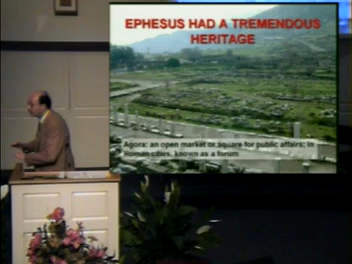 EPHESUS HAD A TREMENDOUS
HERITAGE
Agora: an open market or square for public affairs; in
Roman cities, known as a forum